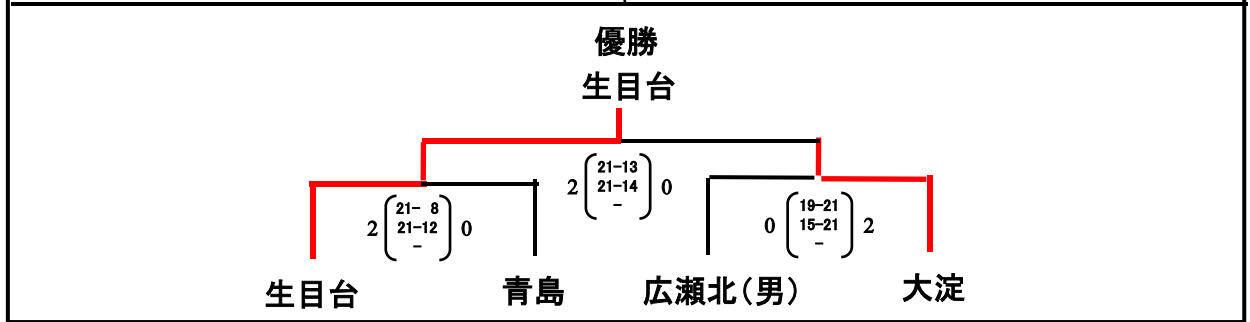 優勝
生目台
2 21-13 21-14 - 0
2 21- 8 21-12 - 0
0 19-21 15-21 - 2
生目台 青島 広瀬北(男) 大淀